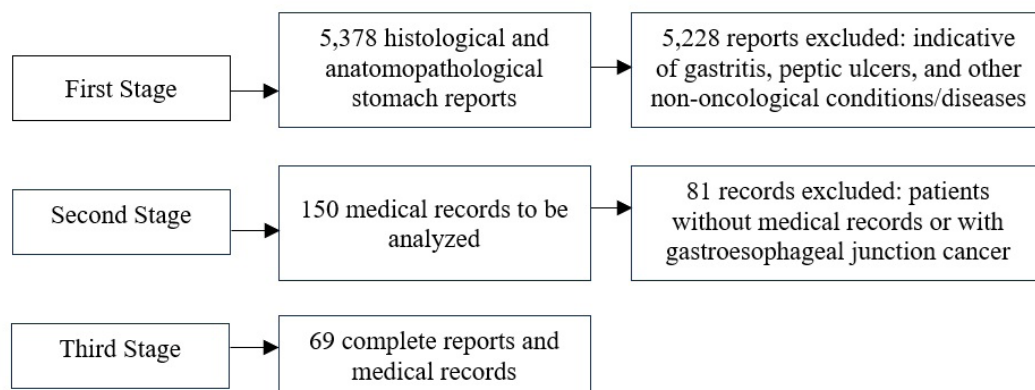 First Stage
5,378 histological and
anatomopathological
stomach reports
5,228 reports excluded: indicative
of gastritis, peptic ulcers, and other
non-oncological conditions/diseases
Second Stage
150 medical records to be
analyzed
81 records excluded: patients
without medical records or with
gastroesophageal junction cancer
Third Stage
69 complete reports and
medical records